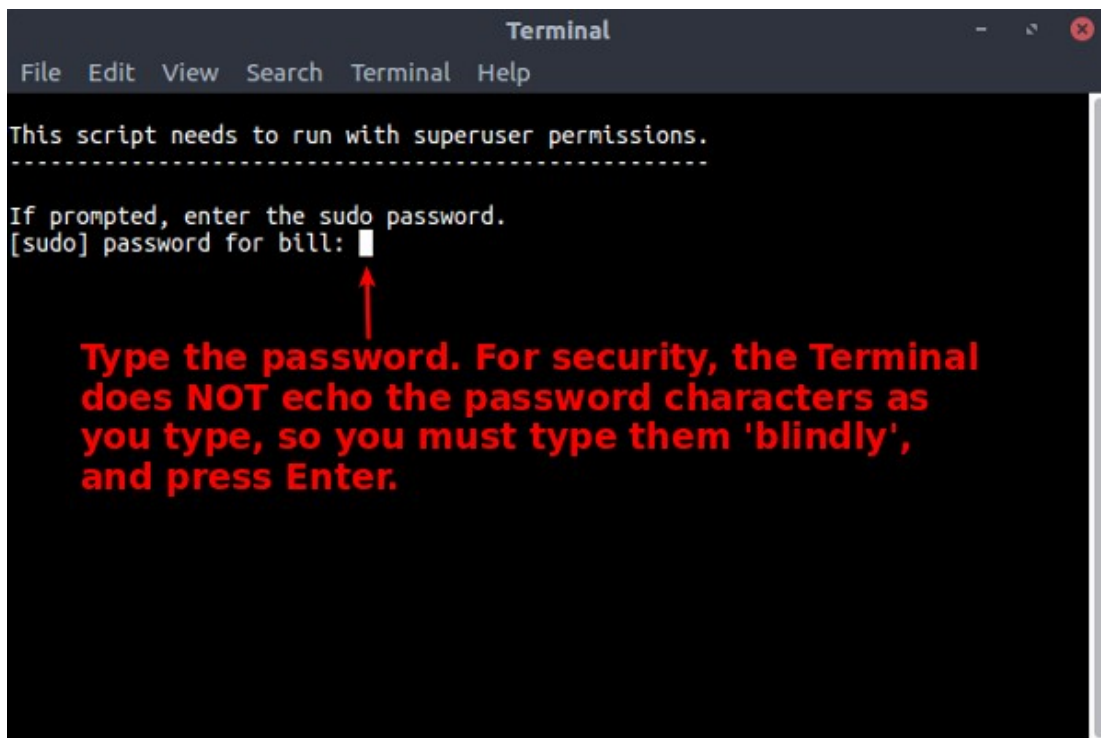 Terminal
File Edit View Search Terminal Help
This script needs to run with superuser permissions.
----------------------------------------------------
If prompted, enter the sudo password.
[sudo] password for bill:
Type the password. For security, the Terminal
does NOT echo the password characters as
you type, so you must type them 'blindly',
and press Enter.